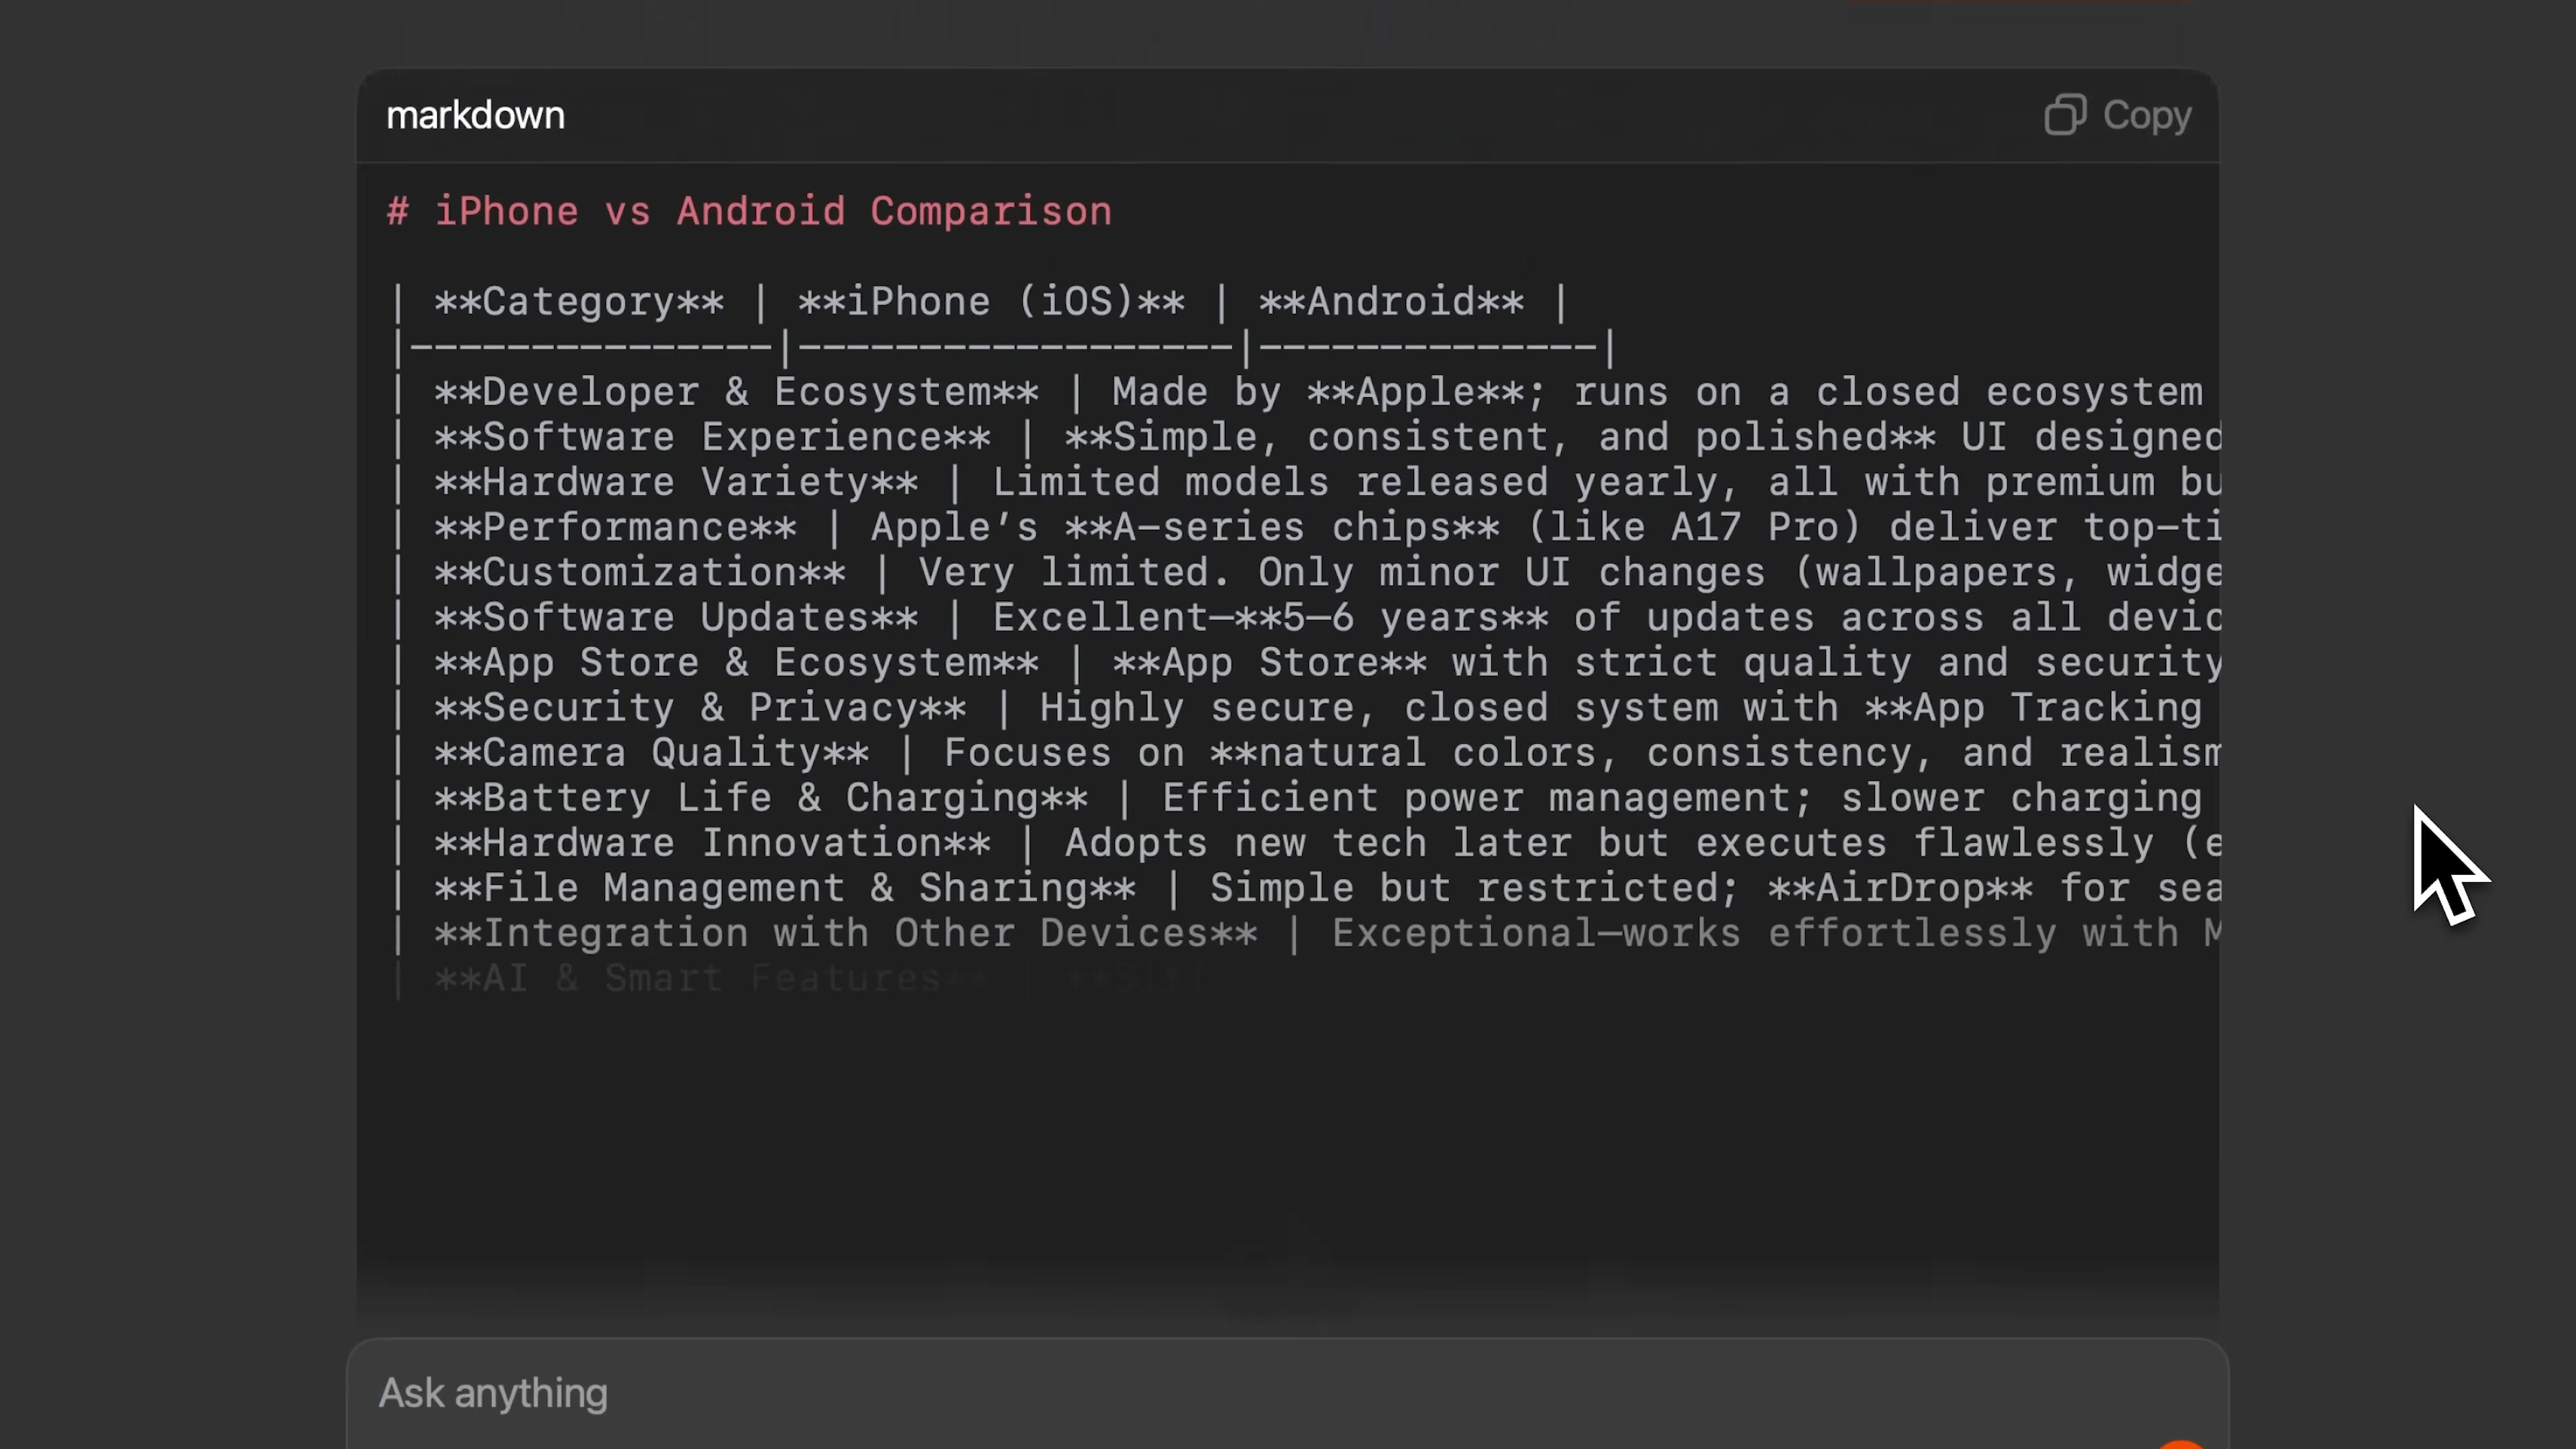 markdown
Copy
# iPhone vs Android Comparison
| **Category** | **iPhone (iOS)** | **Android** |
|---------------|------------------|--------------|
| **Developer & Ecosystem** | Made by **Apple**; runs on a closed ecosystem
| **Software Experience** | **Simple, consistent, and polished** UI designed
| **Hardware Variety** | Limited models released yearly, all with premium bu
| **Performance** | Apple’s **A-series chips** (like A17 Pro) deliver top-ti
| **Customization** | Very limited. Only minor UI changes (wallpapers, widge
| **Software Updates** | Excellent—**5–6 years** of updates across all devic
| **App Store & Ecosystem** | **App Store** with strict quality and security
| **Security & Privacy** | Highly secure, closed system with **App Tracking
| **Camera Quality** | Focuses on **natural colors, consistency, and realism
| **Battery Life & Charging** | Efficient power management; slower charging
| **Hardware Innovation** | Adopts new tech later but executes flawlessly (e
| **File Management & Sharing** | Simple but restricted; **AirDrop** for sea
| **Integration with Other Devices** | Exceptional—works effortlessly with M
| **AI & Smart Features** | **Siri
Ask anything